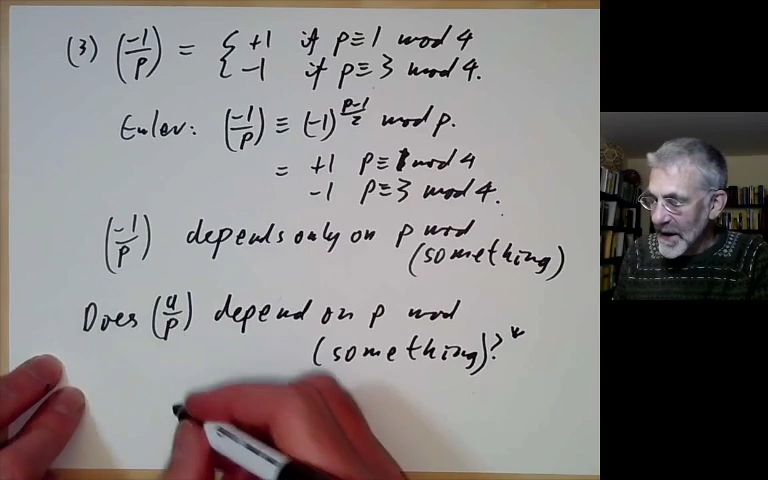 (3) (-1/p) = { +1 if p≡1 mod 4
{ -1 if p≡3 mod 4.
Euler: (-1/p) ≡ (-1)^((p-1)/2) mod p.
= +1 p≡1 mod 4
-1 p≡3 mod 4.
(-1/p) depends only on p mod
(something)
Does (a/p) depend on p mod
(something)?